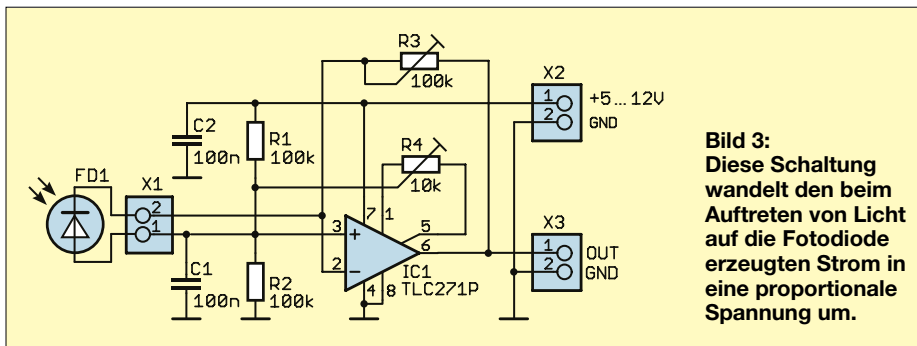 R3
100k
X2
1
+5...12V
2
GND
C2
100n
R1
100k
R4
10k
FD1
X1
2
1
7
1
3
+
5
6
2
−
IC1
TLC271P
4
8
C1
100n
R2
100k
X3
1
OUT
2
GND
Bild 3:
Diese Schaltung
wandelt den beim
Auftreten von Licht
auf die Fotodiode
erzeugten Strom in
eine proportionale
Spannung um.